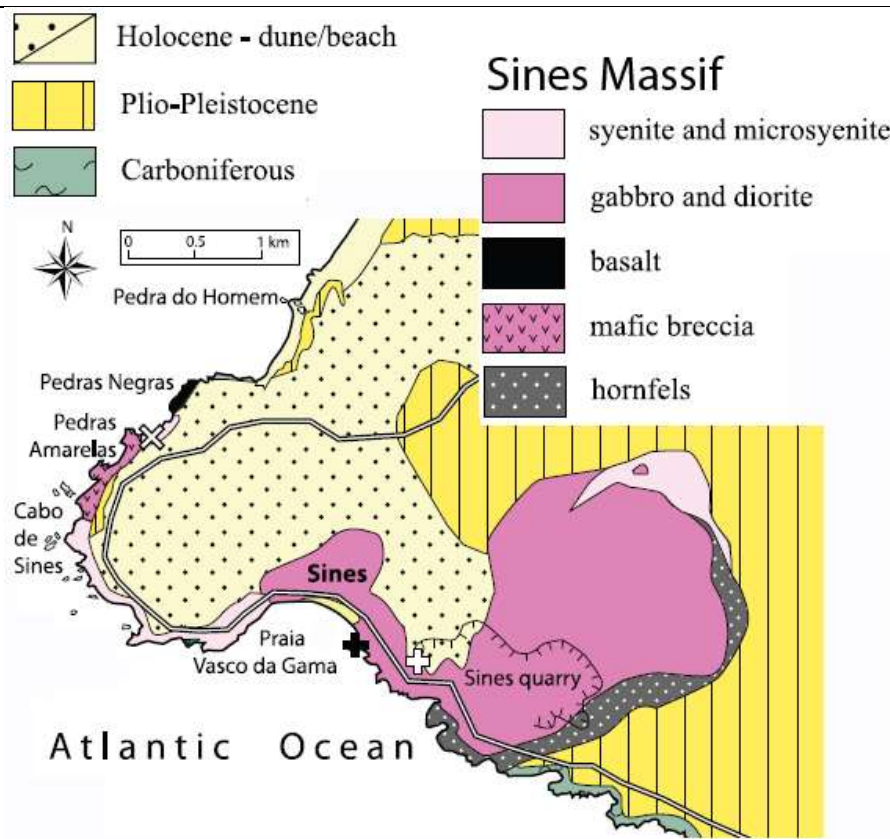 Holocene - dune/beach
Plio-Pleistocene
Carboniferous
Sines Massif
syenite and microsyenite
gabbro and diorite
basalt
mafic breccia
hornfels
N
0 0.5 1 km
Pedra do Homem
Pedras Negras
Pedras
Amarelas
Cabo
de
Sines
Sines
Praia
Vasco da Gama
Sines quarry
Atlantic Ocean